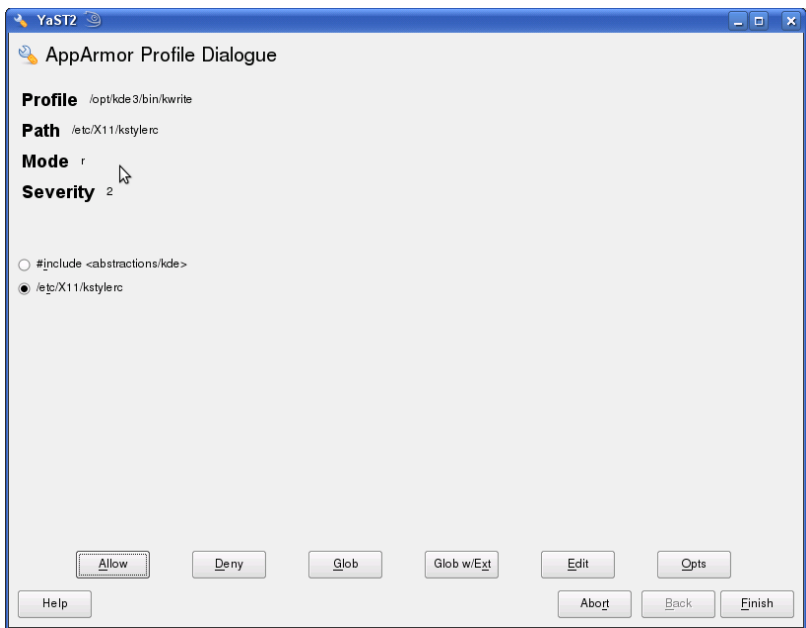 YaST2
AppArmor Profile Dialogue
Profile /opt/kde3/bin/kwrite
Path /etc/X11/kstylerc
Mode r
Severity 2
#include <abstractions/kde>
/etc/X11/kstylerc
Allow Deny Glob Glob w/Ext Edit Opts
Help Abort Back Finish